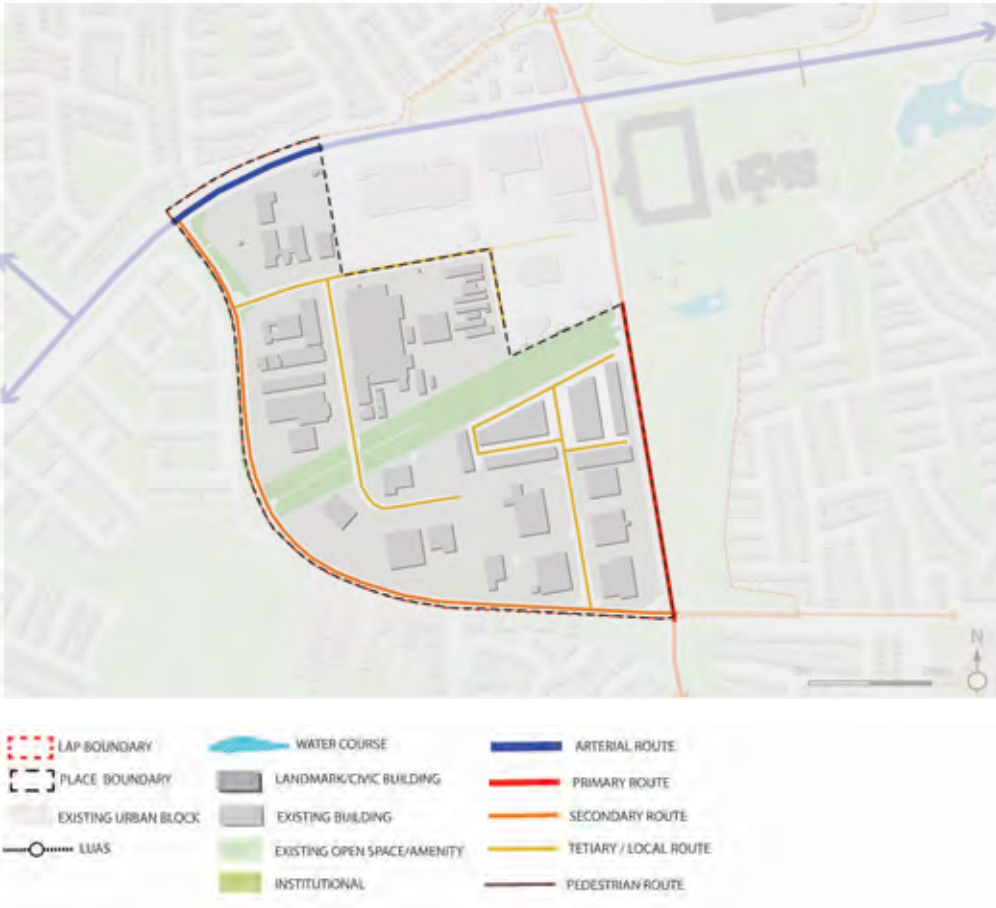 N
LAP BOUNDARY
PLACE BOUNDARY
EXISTING URBAN BLOCK
LUAS
WATER COURSE
LANDMARK/CIVIC BUILDING
EXISTING BUILDING
EXISTING OPEN SPACE/AMENITY
INSTITUTIONAL
ARTERIAL ROUTE
PRIMARY ROUTE
SECONDARY ROUTE
TETIARY / LOCAL ROUTE
PEDESTRIAN ROUTE